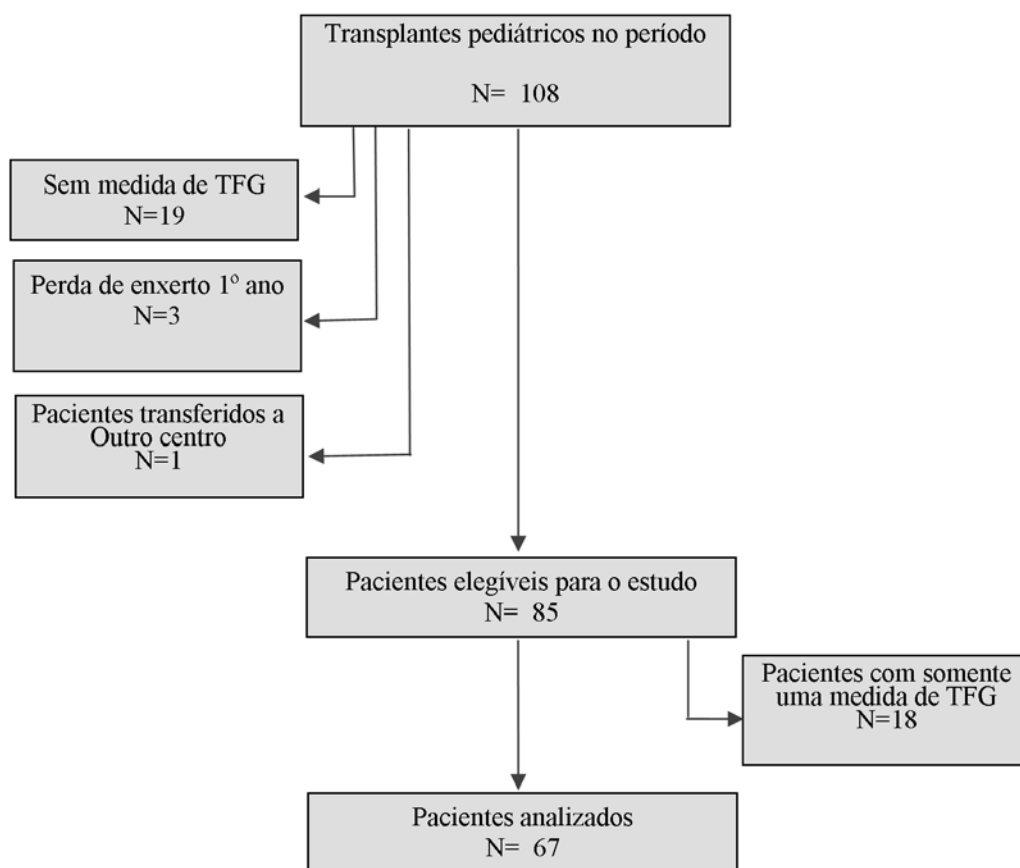 Transplantes pediátricos no período
N= 108
Sem medida de TFG
N=19
Perda de enxerto 1º ano
N=3
Pacientes transferidos a
Outro centro
N=1
Pacientes elegíveis para o estudo
N= 85
Pacientes com somente
uma medida de TFG
N=18
Pacientes analizados
N= 67